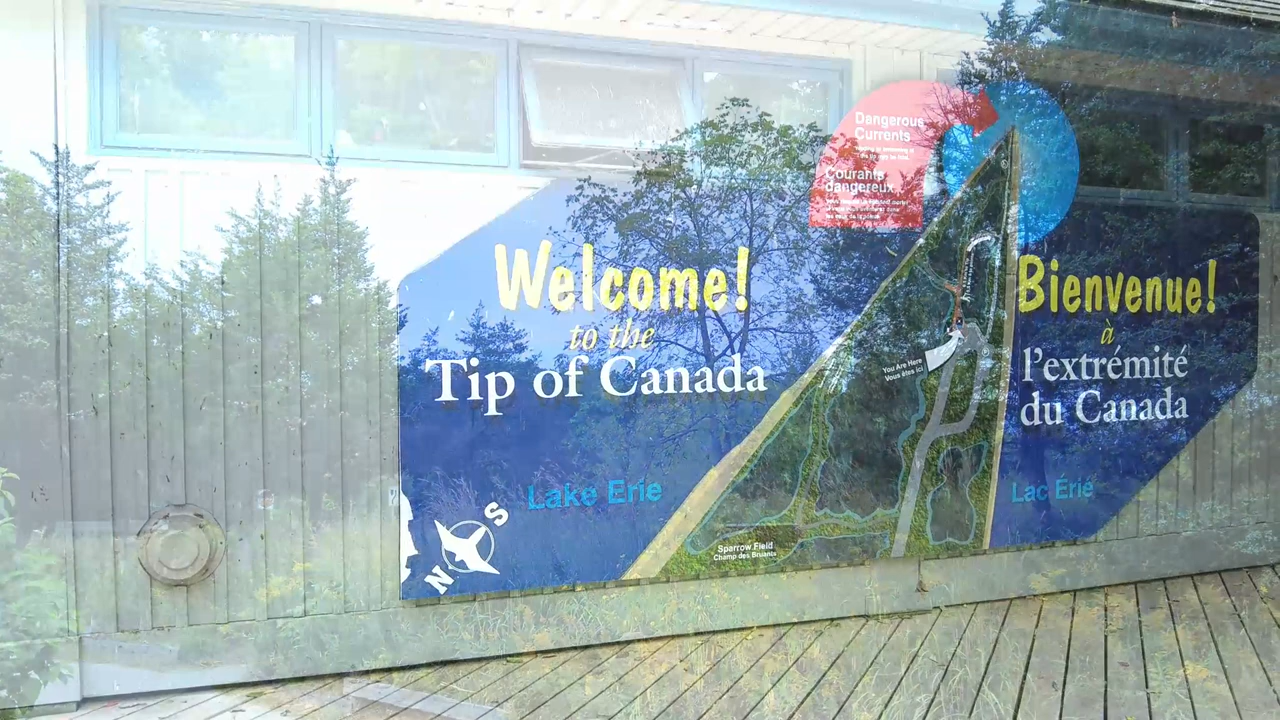 Dangerous
Currents
Courants
dangereux
Welcome!
to the
Tip of Canada
Bienvenue!
à
l'extrémité
du Canada
You Are Here
Vous êtes ici
Lake Erie
Lac Érié
N
S
Sparrow Field
Champ des Bruants